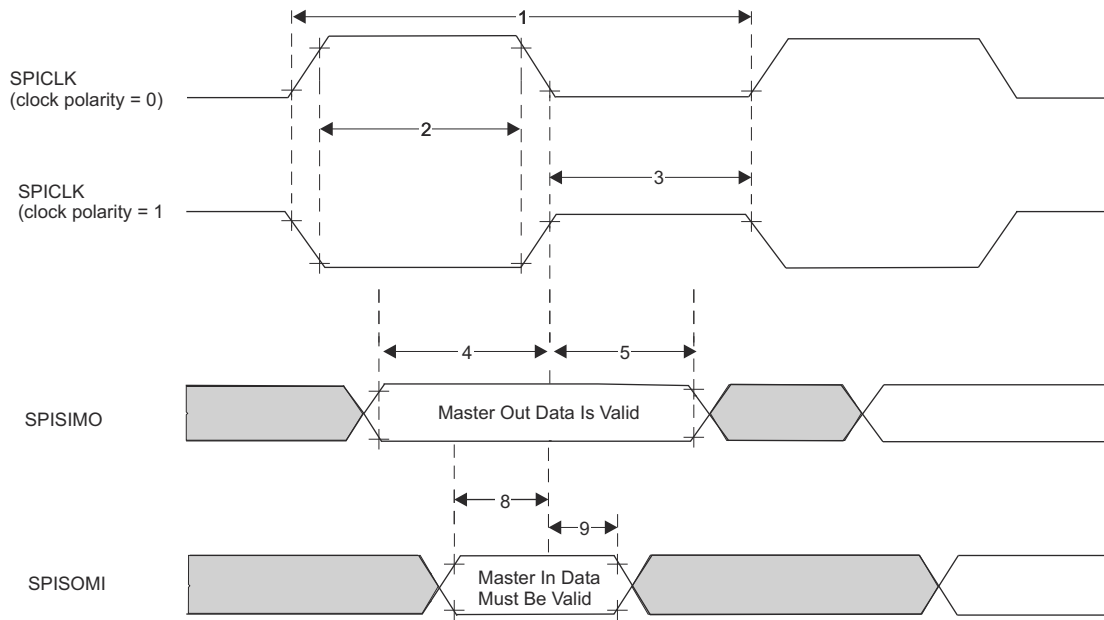 1
SPICLK
(clock polarity = 0)
2
3
SPICLK
(clock polarity = 1
4
5
SPISIMO
Master Out Data Is Valid
8
9
SPISOMI
Master In Data
Must Be Valid